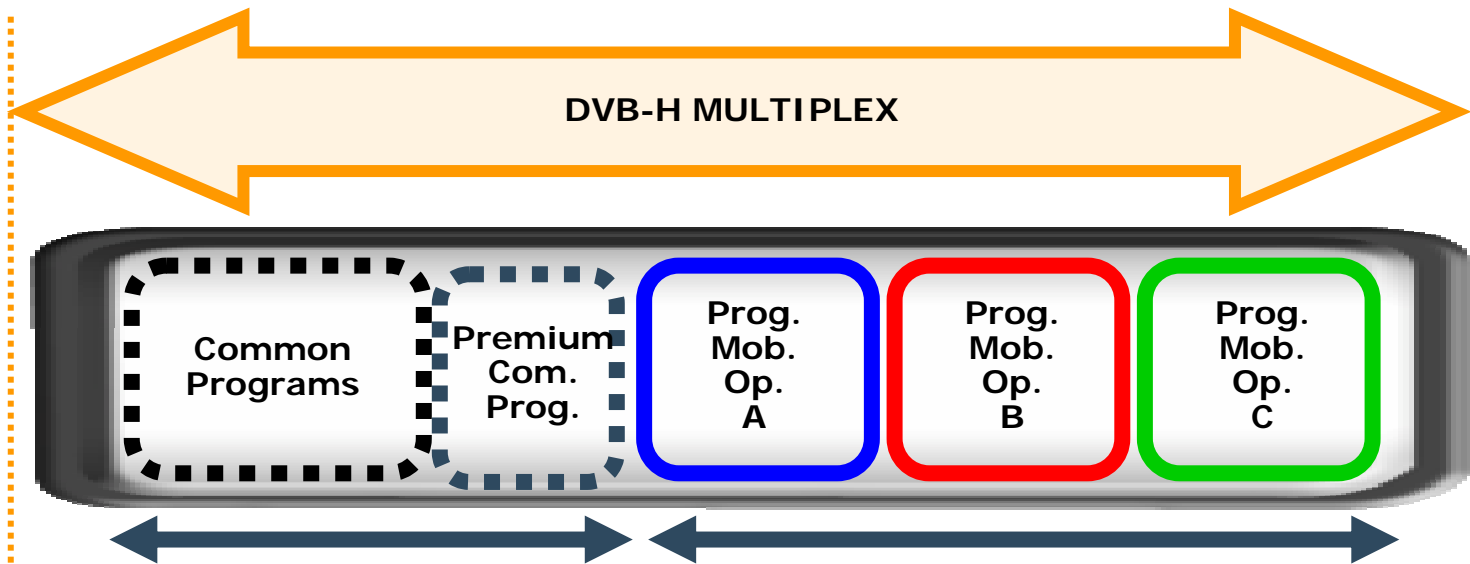 DVB-H MULTIPLEX
Common
Programs
Premium
Com.
Prog.
Prog.
Mob.
Op.
A
Prog.
Mob.
Op.
B
Prog.
Mob.
Op.
C